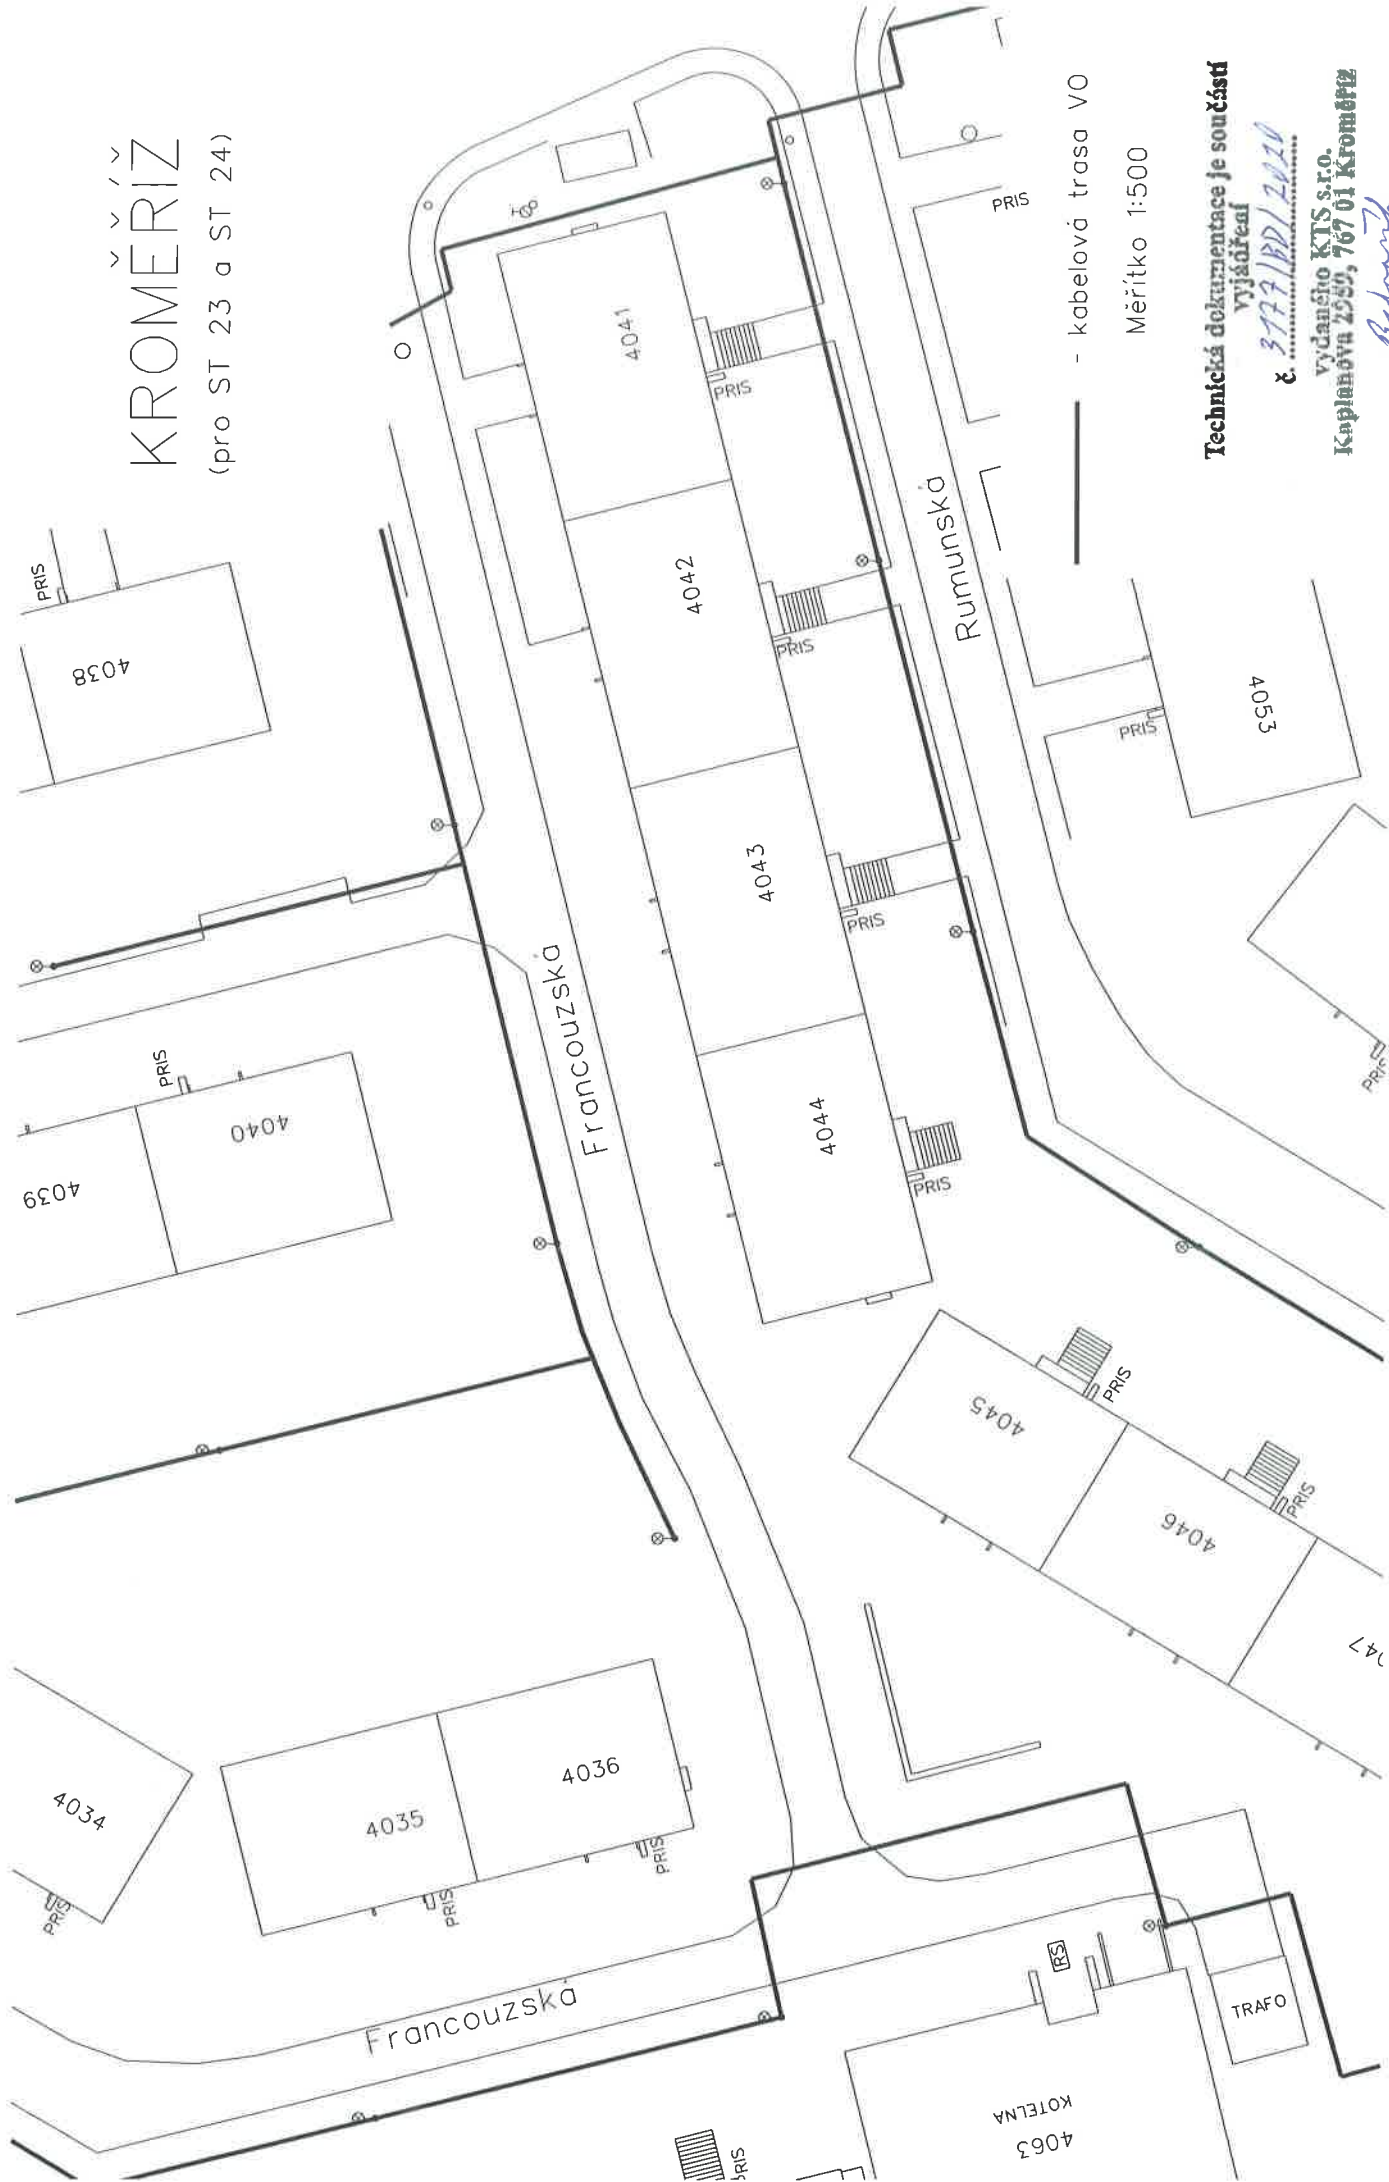 KROMĚŘÍŽ
(pro ST 23 a ST 24)
PRIS
4038
4041
PRIS
4042
PRIS
4043
PRIS
4044
PRIS
PRIS
4040
4039
Francouzská
Rumunská
PRIS
PRIS
4053
PRIS
4045
PRIS
4046
PRIS
4034
PRIS
4035
PRIS
4036
PRIS
Francouzská
RS
TRAFO
KOTELNA
4063
- kabelová trasa VO
Měřítko 1:500
Technická dokumentace je součástí
vyjádření
č. 3177/BD/2020
vydaného KTS s.r.o.
Kaplanova 2959, 767 01 Kroměříž